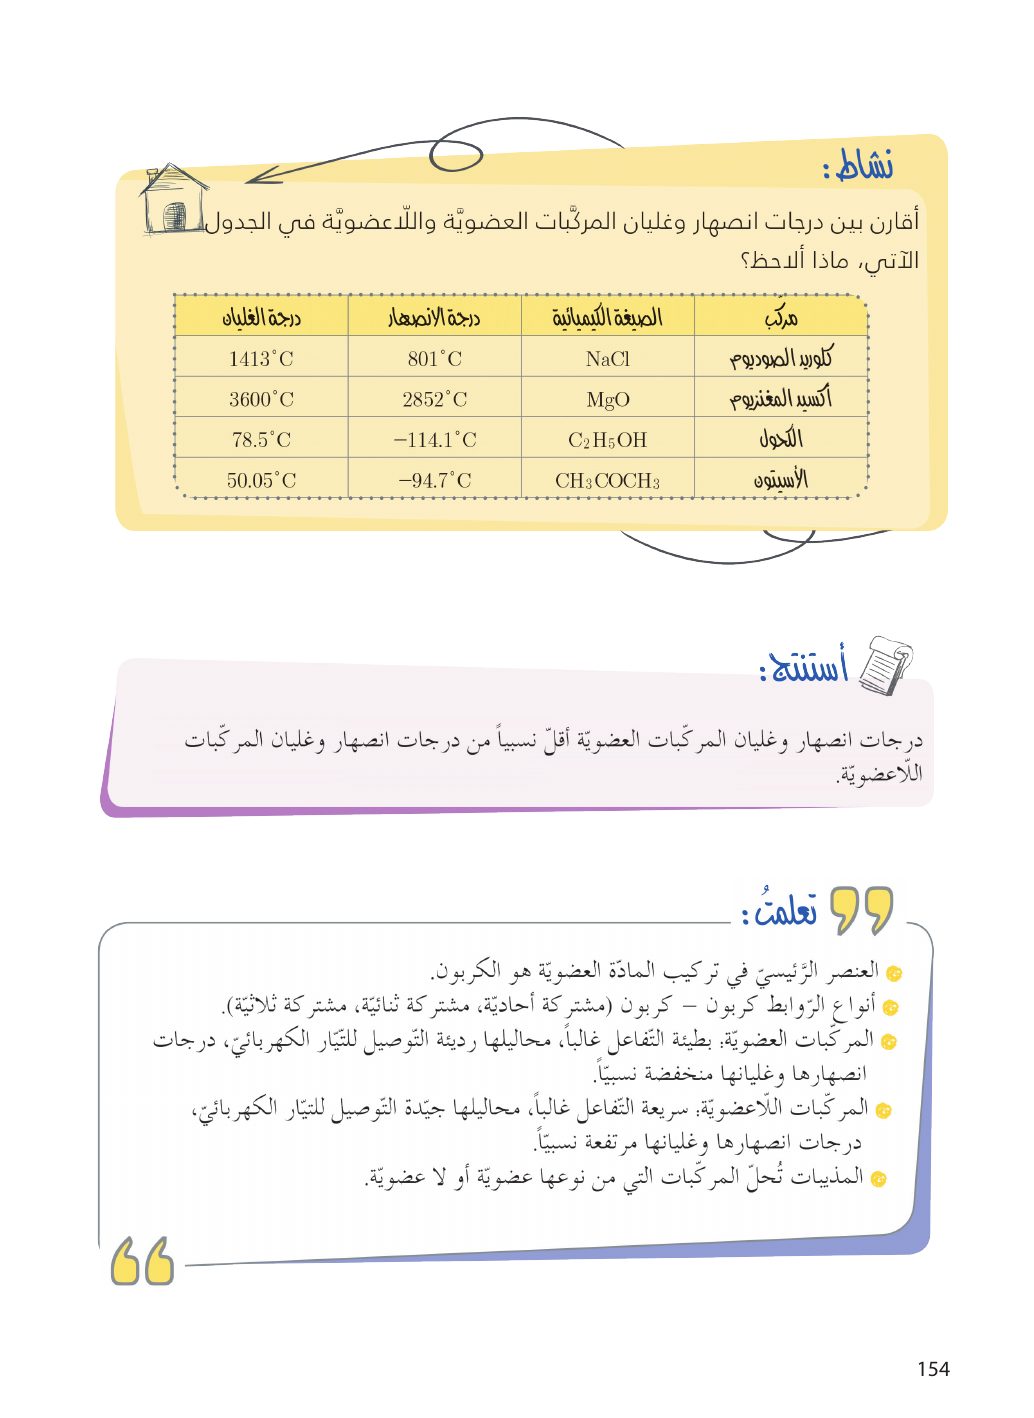 نشاط:
أقارن بين درجات انصهار وغليان المركَّبات العضويَّة واللّاعضويَّة في الجدول
الآتي، ماذا ألاحظ؟
مركّب الصيغة الكيميائية درجة الانصهار درجة الغليان
كلوريد الصوديوم NaCl 801°C 1413°C
أكسيد المغنزيوم MgO 2852°C 3600°C
الكحول C₂H₅OH −114.1°C 78.5°C
الأسيتون CH₃COCH₃ −94.7°C 50.05°C
أستنتج:
درجات انصهار وغليان المركّبات العضويّة أقلّ نسبياً من درجات انصهار وغليان المركّبات
اللّاعضويّة.
تعلمتُ:
العنصر الرَّئيسيّ في تركيب المادّة العضويّة هو الكربون.
أنواع الرّوابط كربون – كربون (مشتركة أحاديّة، مشتركة ثنائيّة، مشتركة ثلاثيّة).
المركّبات العضويّة: بطيئة التّفاعل غالباً، محاليلها رديئة التّوصيل للتّيّار الكهربائيّ، درجات
انصهارها وغليانها منخفضة نسبيّاً.
المركّبات اللّاعضويّة: سريعة التّفاعل غالباً، محاليلها جيّدة التّوصيل للتيّار الكهربائيّ،
درجات انصهارها وغليانها مرتفعة نسبيّاً.
المذيبات تُحلّ المركّبات التي من نوعها عضويّة أو لا عضويّة.
154